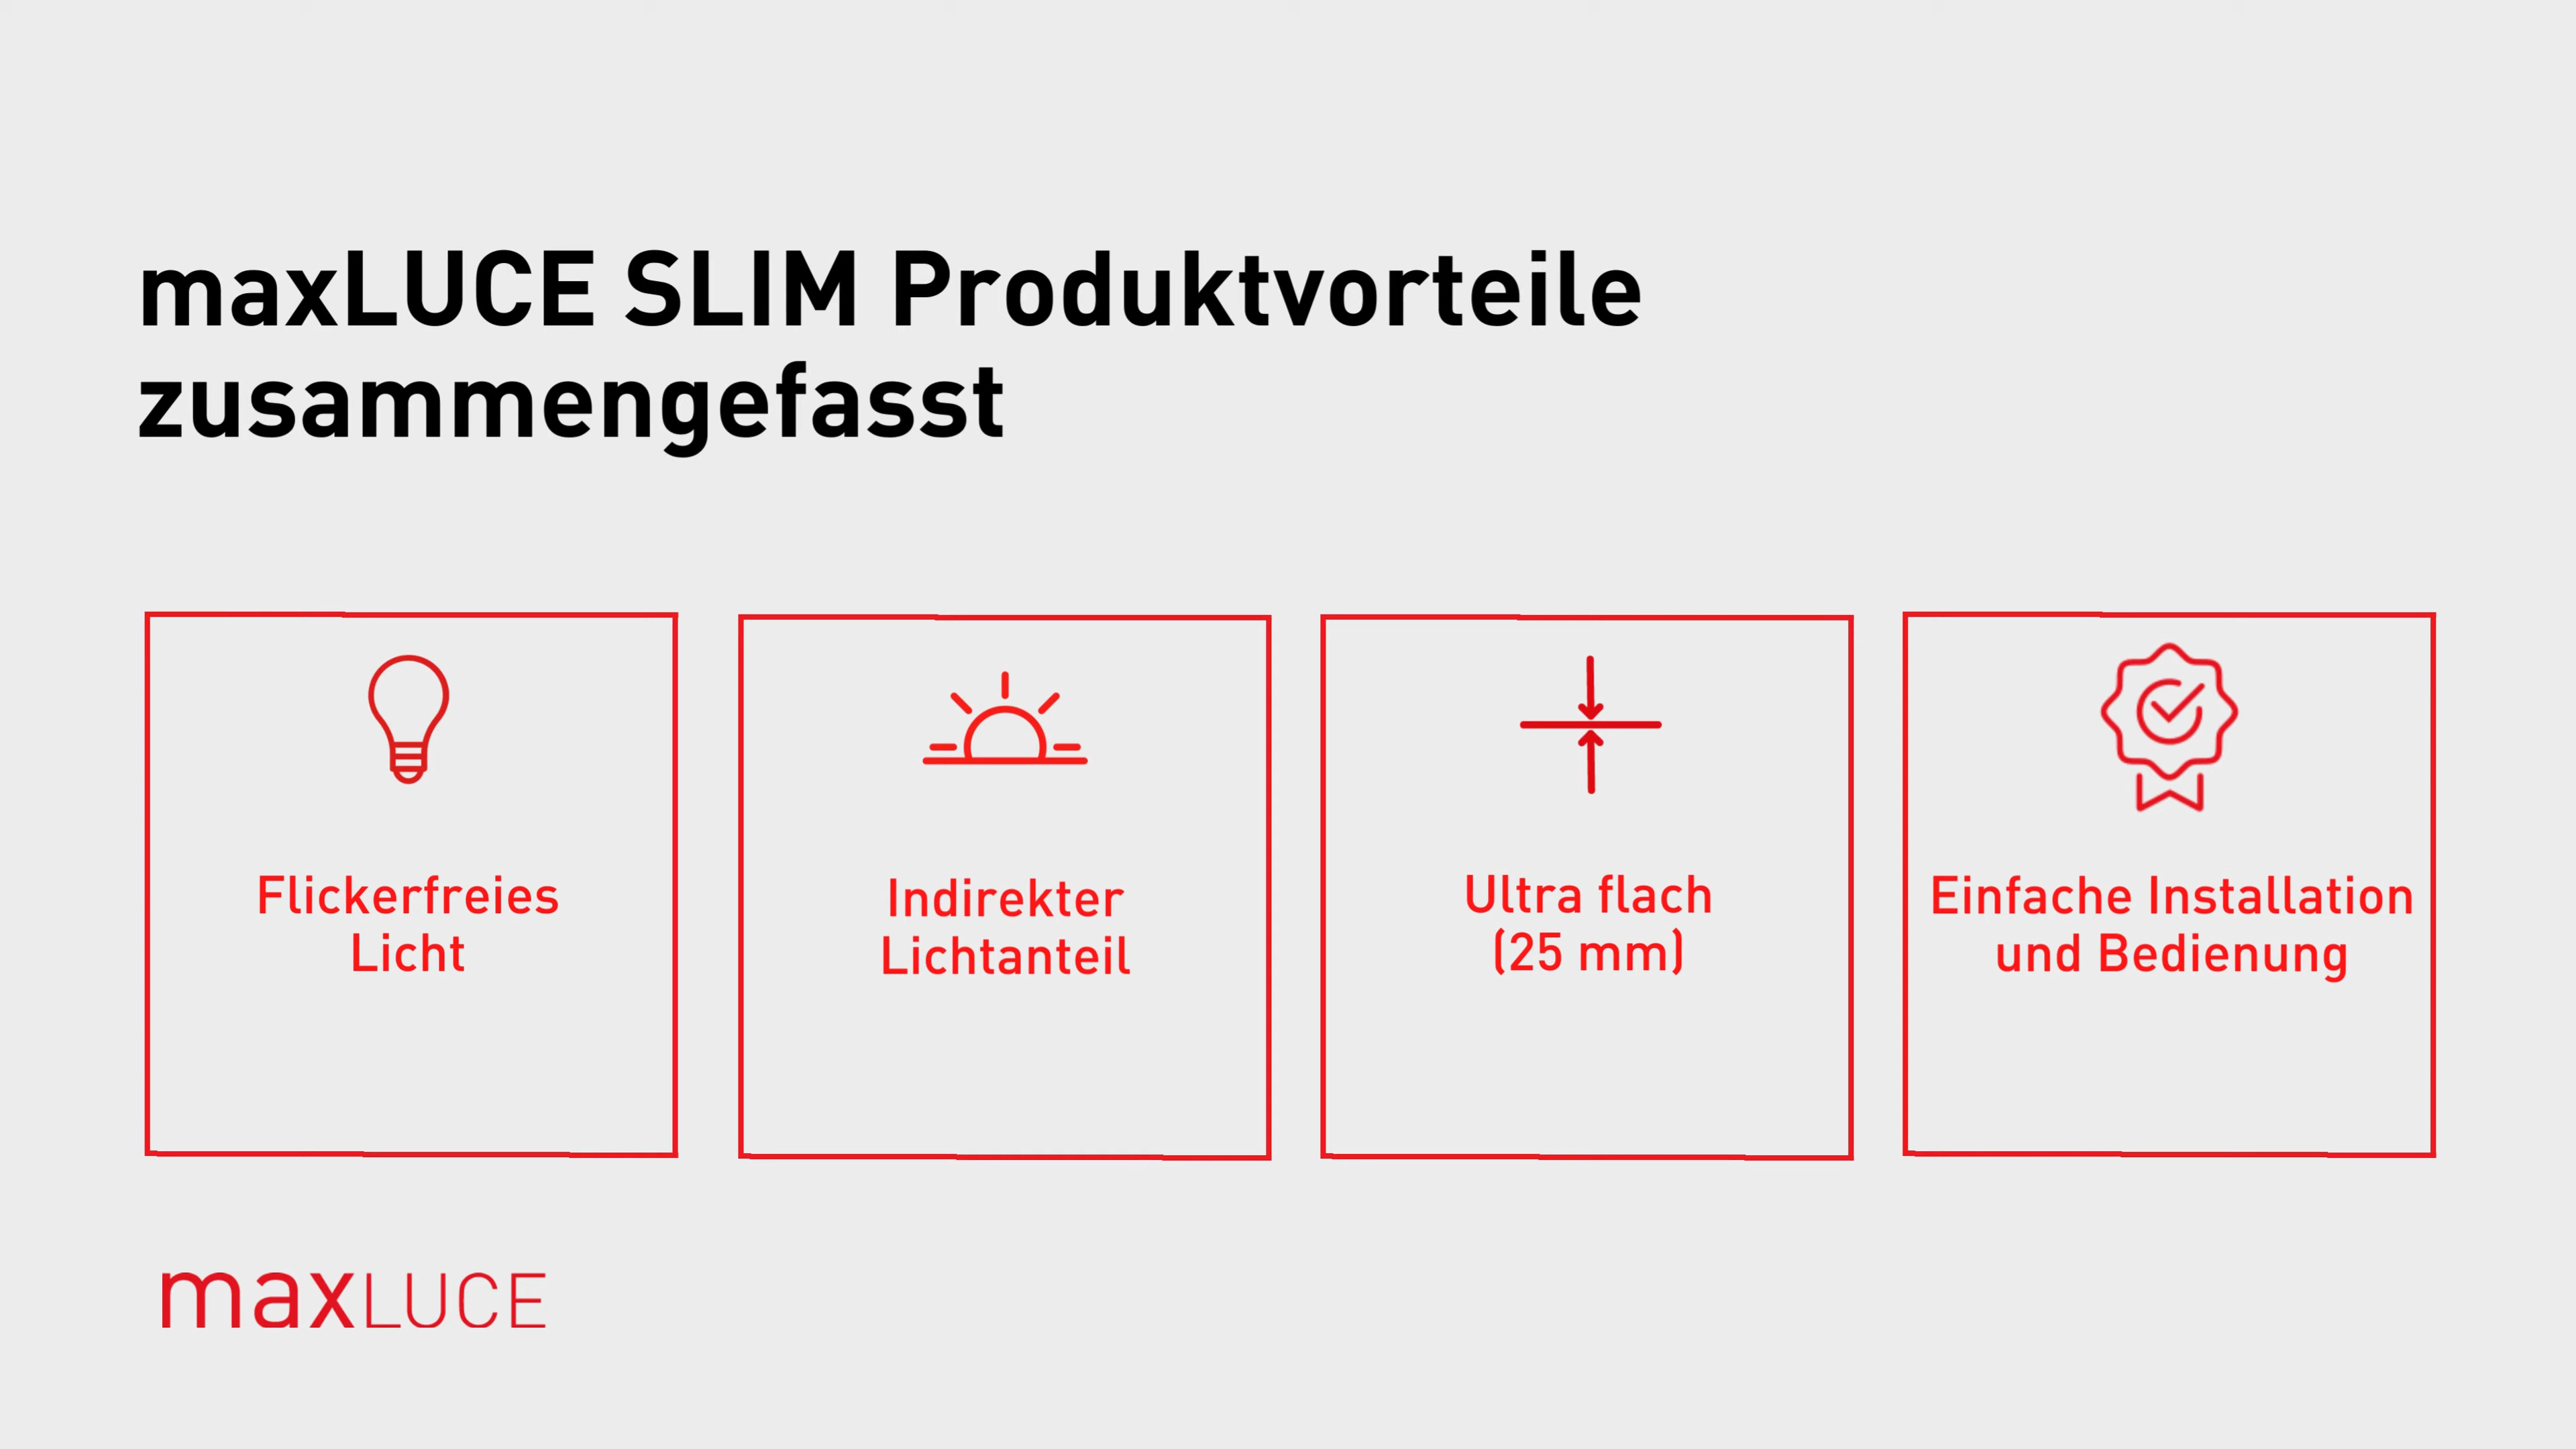 maxLUCE SLIM Produktvorteile
zusammengefasst
Flickerfreies
Licht
Indirekter
Lichtanteil
Ultra flach
(25 mm)
Einfache Installation
und Bedienung
maxLUCE